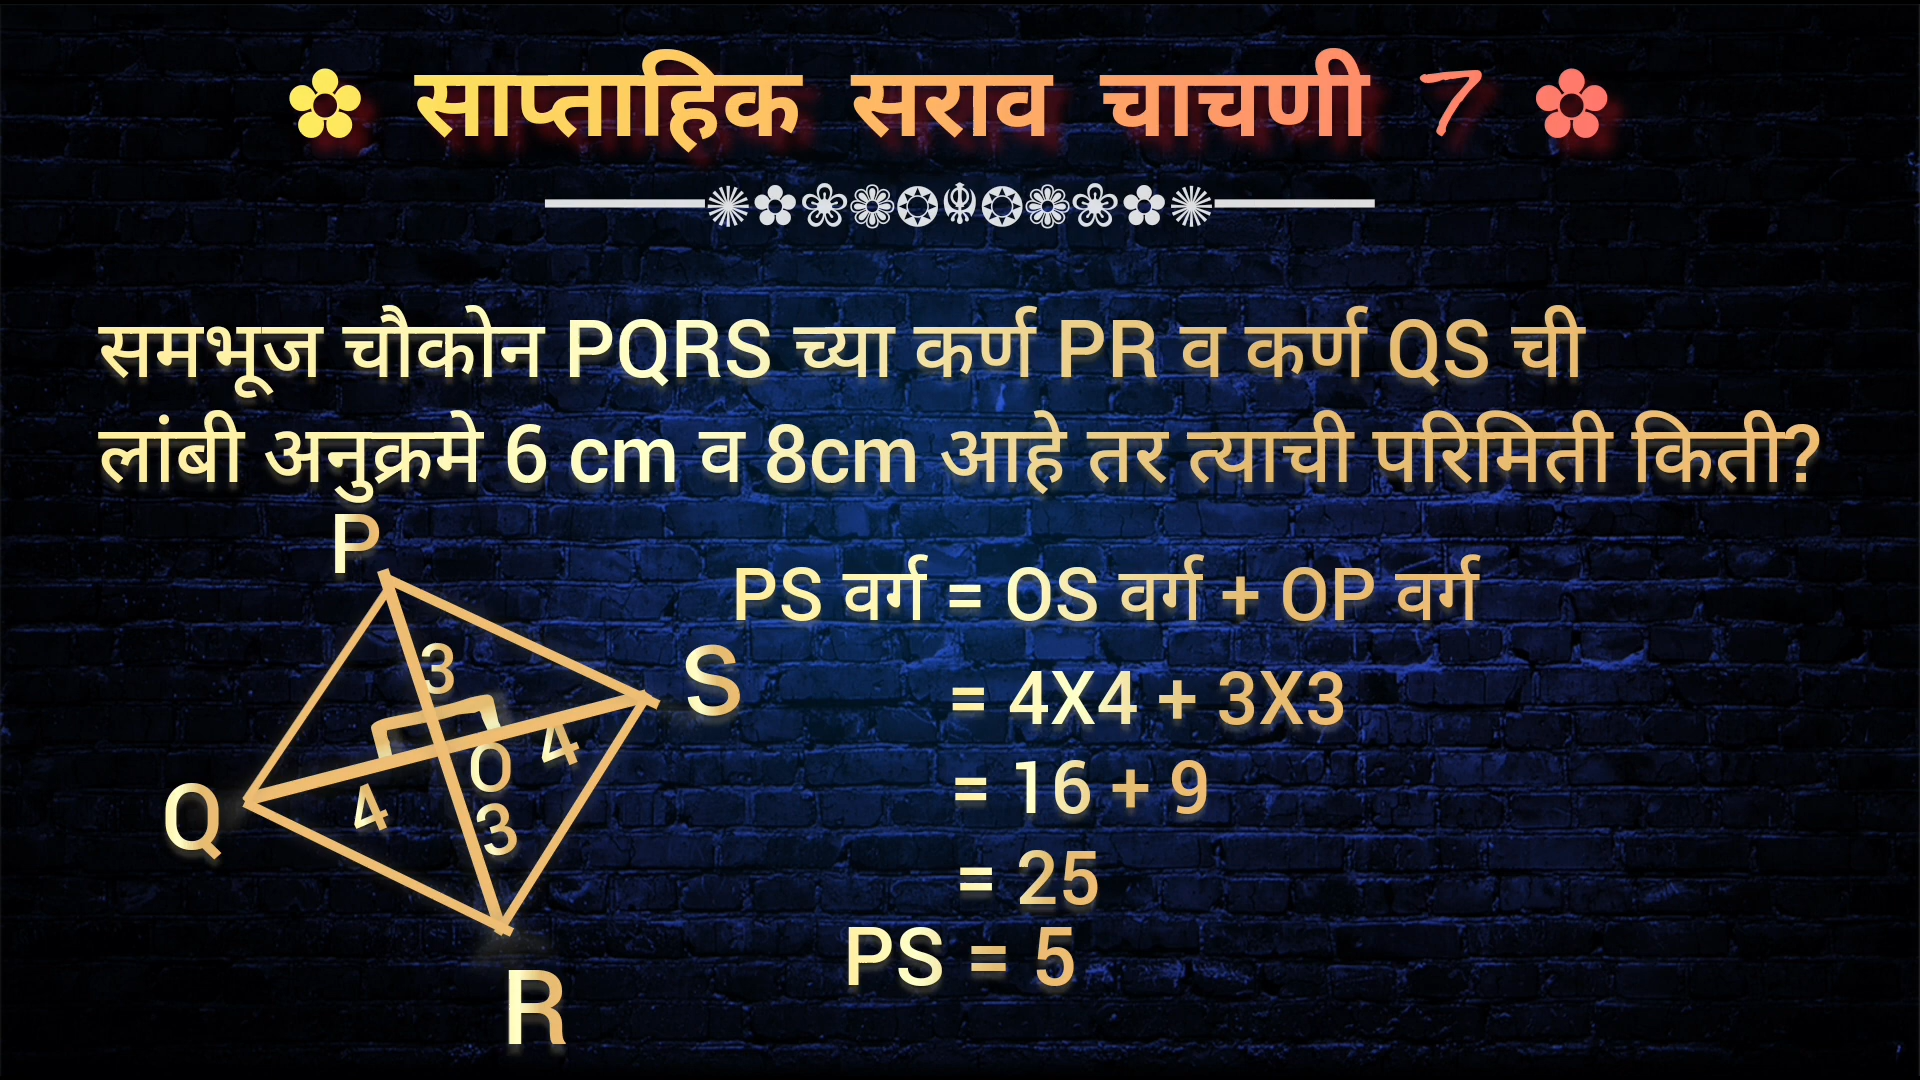 ✿ साप्ताहिक सराव चाचणी 7 ✿
समभूज चौकोन PQRS च्या कर्ण PR व कर्ण QS ची
लांबी अनुक्रमे 6 cm व 8cm आहे तर त्याची परिमिती किती?
P
PS वर्ग = OS वर्ग + OP वर्ग
3
S
= 4X4 + 3X3
4
O
= 16 + 9
Q
4
3
= 25
PS = 5
R